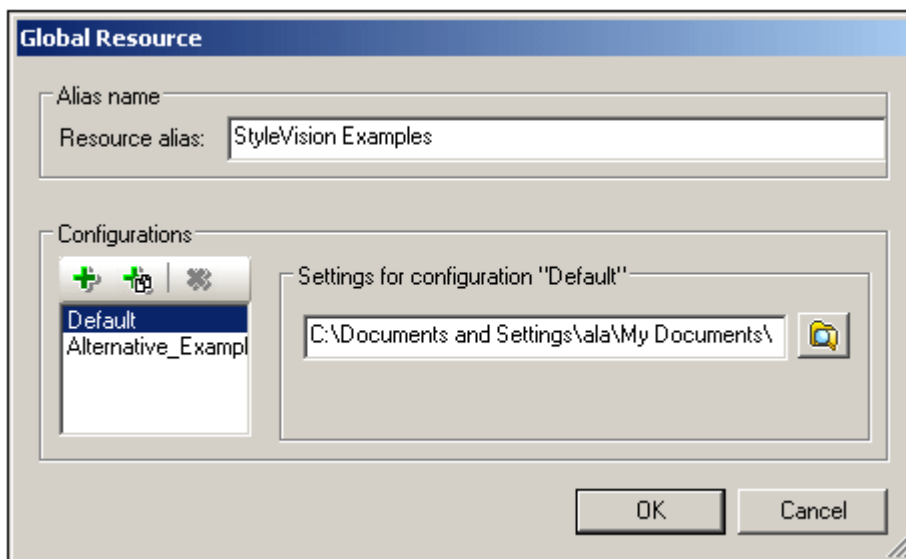 Global Resource
Alias name
Resource alias: StyleVision Examples
Configurations
Settings for configuration "Default"
Default
Alternative_Exampl
C:\Documents and Settings\ala\My Documents\
OK Cancel